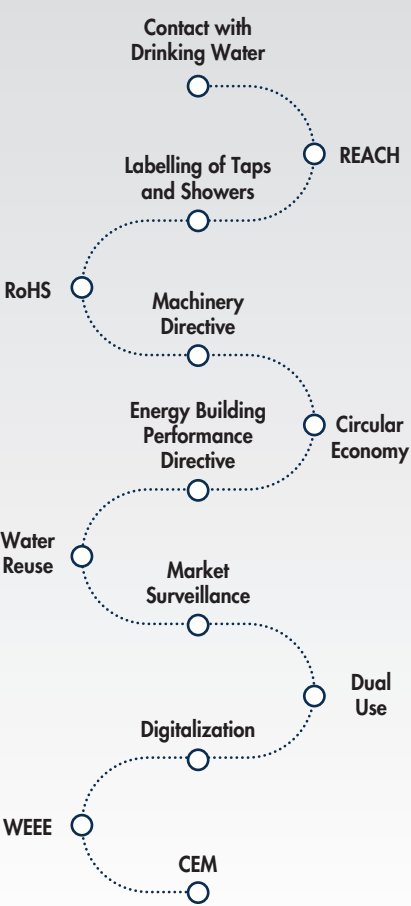 Contact with
Drinking Water
REACH
Labelling of Taps
and Showers
RoHS
Machinery
Directive
Circular
Economy
Energy Building
Performance
Directive
Water
Reuse
Market
Surveillance
Dual
Use
Digitalization
WEEE
CEM